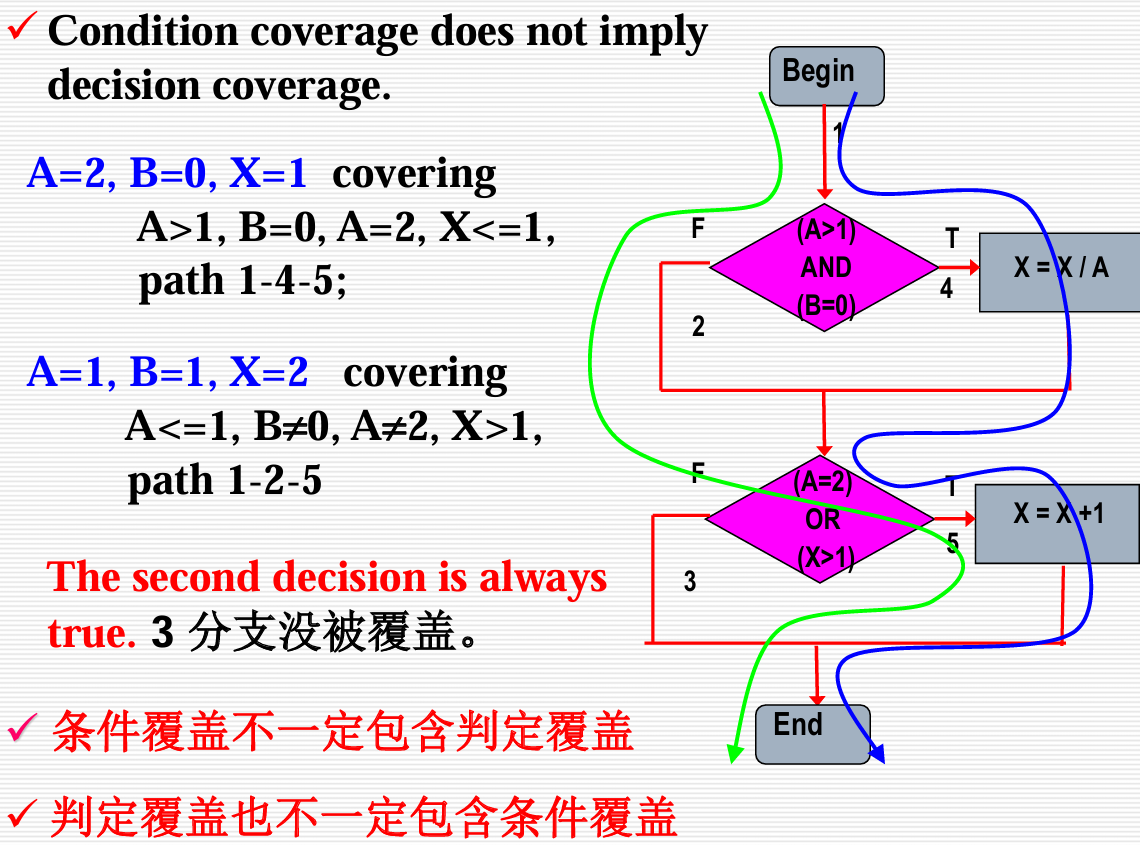 Condition coverage does not imply
decision coverage.
A=2, B=0, X=1 covering
A>1, B=0, A=2, X<=1,
path 1-4-5;
A=1, B=1, X=2 covering
A<=1, B≠0, A≠2, X>1,
path 1-2-5
The second decision is always
true. 3 分支没被覆盖。
条件覆盖不一定包含判定覆盖
判定覆盖也不一定包含条件覆盖
Begin
1
F
(A>1)
AND
(B=0)
T
4
X = X / A
2
F
(A=2)
OR
(X>1)
T
5
X = X +1
3
End